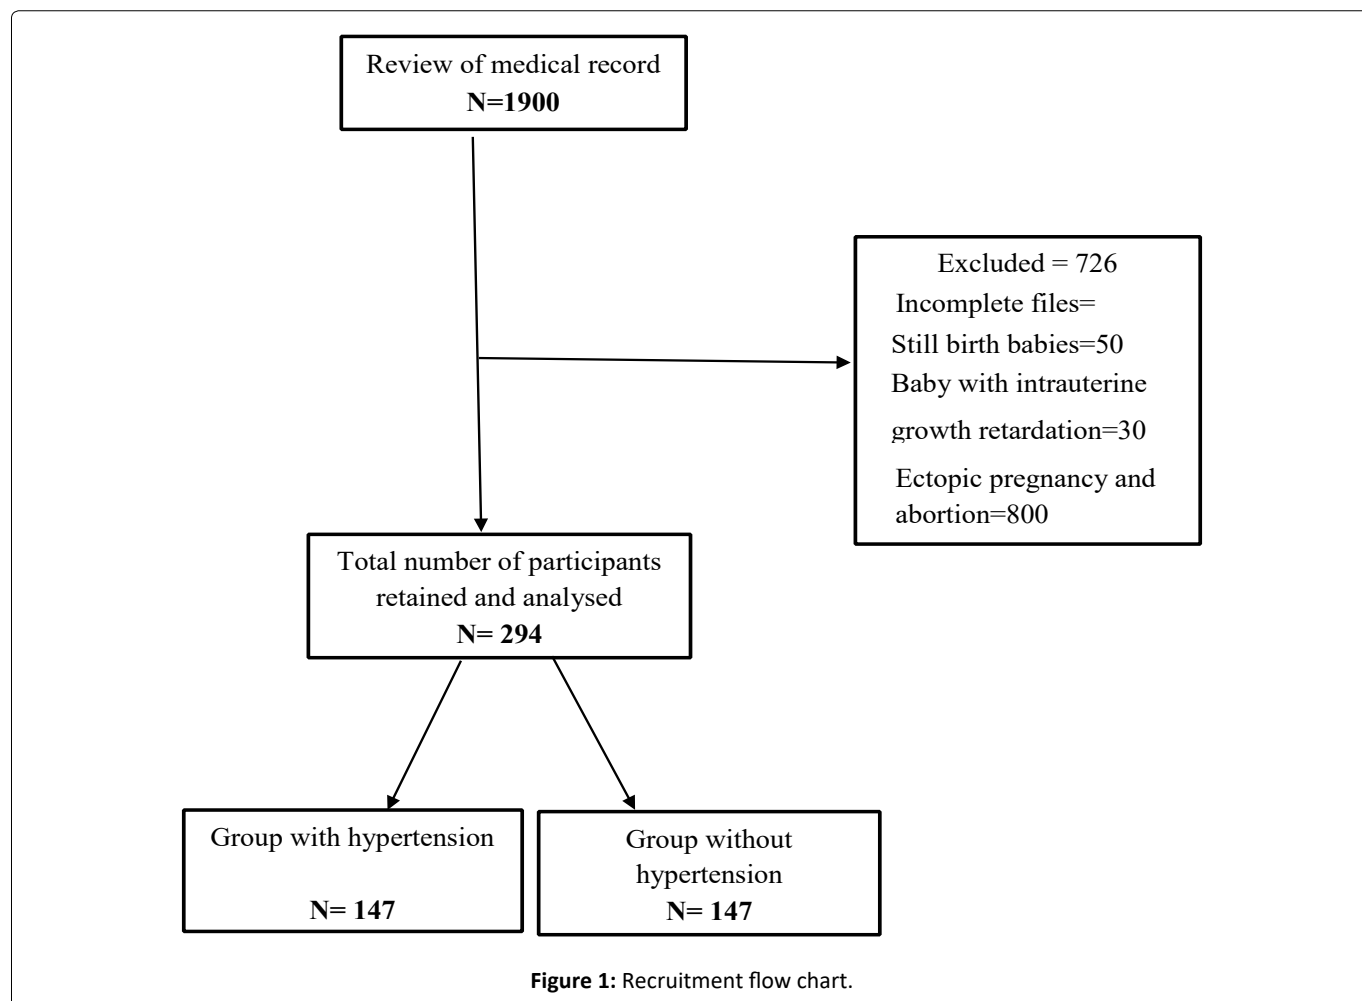 Review of medical record
N=1900
Excluded = 726
Incomplete files=
Still birth babies=50
Baby with intrauterine
growth retardation=30
Ectopic pregnancy and
abortion=800
Total number of participants
retained and analysed
N= 294
Group with hypertension
N= 147
Group without
hypertension
N= 147
Figure 1: Recruitment flow chart.